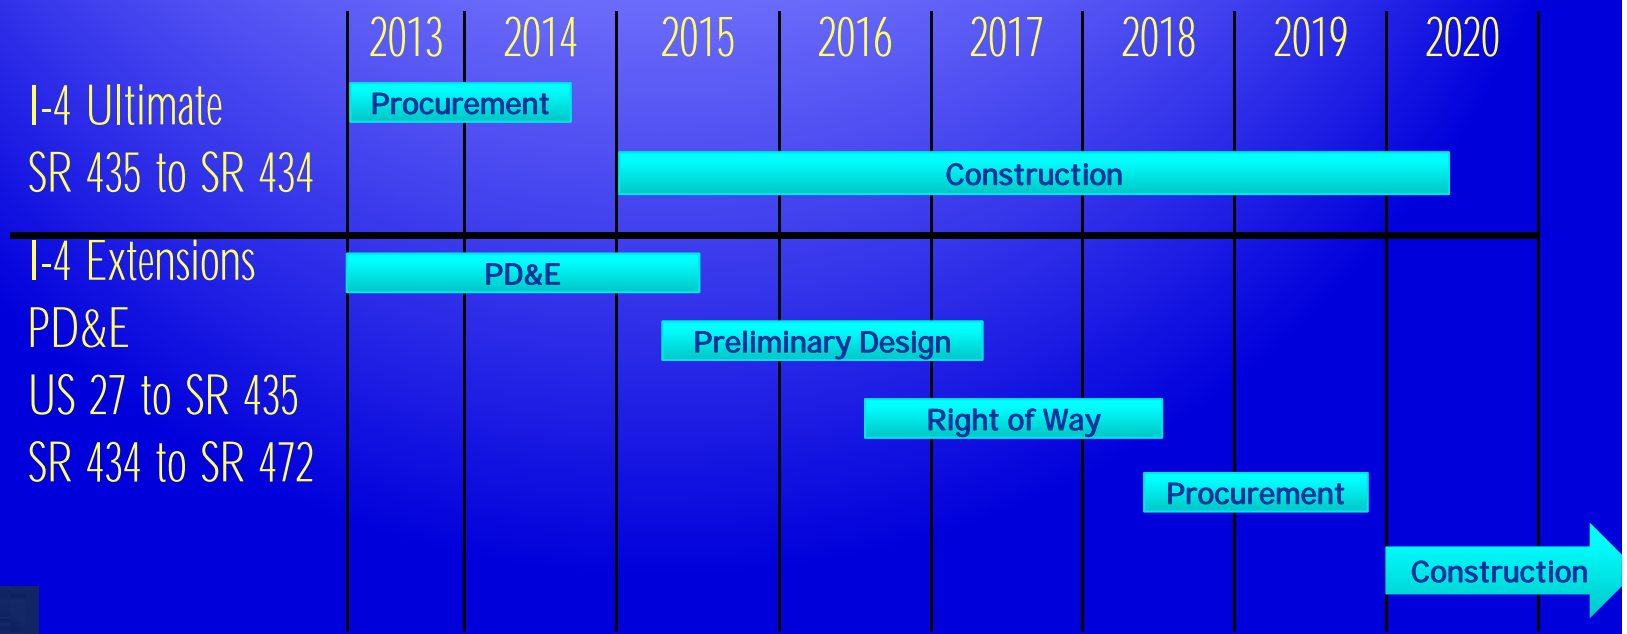 2013 2014 2015 2016 2017 2018 2019 2020
I-4 Ultimate
Procurement
SR 435 to SR 434
Construction
I-4 Extensions
PD&E
Preliminary Design
PD&E
US 27 to SR 435
Right of Way
SR 434 to SR 472
Procurement
Construction